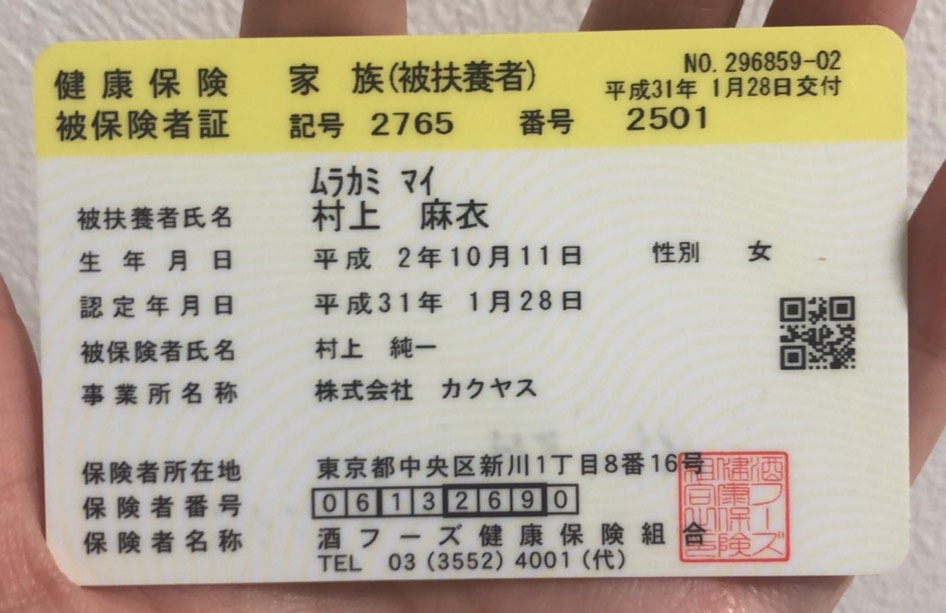 健康保険 家族(被扶養者) NO. 296859-02
平成31年 1月28日交付
被保険者証 記号 2765 番号 2501
ムラカミ マイ
被扶養者氏名 村上 麻衣
生年月日 平成 2年10月11日 性別 女
認定年月日 平成31年 1月28日
被保険者氏名 村上 純一
事業所名称 株式会社 カクヤス
保険者所在地 東京都中央区新川1丁目8番16号
保険者番号 06132690
保険者名称 酒フーズ健康保険組合
TEL 03 (3552) 4001 (代)
酒フーズ
健康保険